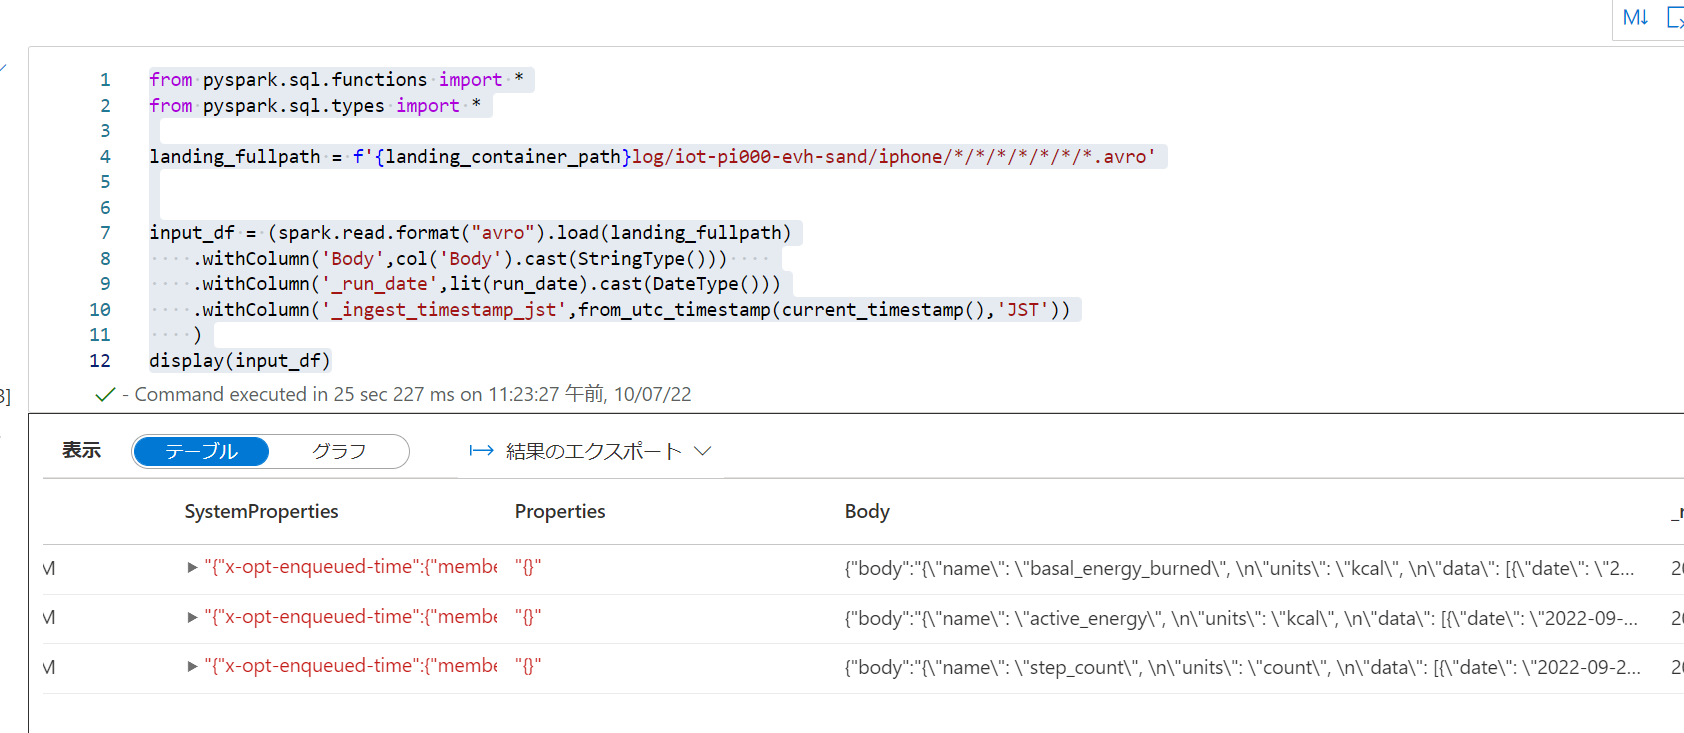 M↓
1 from pyspark.sql.functions import *
2 from pyspark.sql.types import *
3
4 landing_fullpath = f'{landing_container_path}log/iot-pi000-evh-sand/iphone/*/*/*/*/*/*/*.avro'
5
6
7 input_df = (spark.read.format("avro").load(landing_fullpath)
8 ····.withColumn('Body',col('Body').cast(StringType()))····
9 ····.withColumn('_run_date',lit(run_date).cast(DateType()))
10 ····.withColumn('_ingest_timestamp_jst',from_utc_timestamp(current_timestamp(),'JST'))
11 ····)
12 display(input_df)
3] - Command executed in 25 sec 227 ms on 11:23:27 午前, 10/07/22
表示 テーブル グラフ 結果のエクスポート
SystemProperties Properties Body
M "{"x-opt-enqueued-time":{"membe "{}" {"body":"{\"name\": \"basal_energy_burned\", \n\"units\": \"kcal\", \n\"data\": [{\"date\": \"2... 20
M "{"x-opt-enqueued-time":{"membe "{}" {"body":"{\"name\": \"active_energy\", \n\"units\": \"kcal\", \n\"data\": [{\"date\": \"2022-09-... 20
M "{"x-opt-enqueued-time":{"membe "{}" {"body":"{\"name\": \"step_count\", \n\"units\": \"count\", \n\"data\": [{\"date\": \"2022-09-2... 20